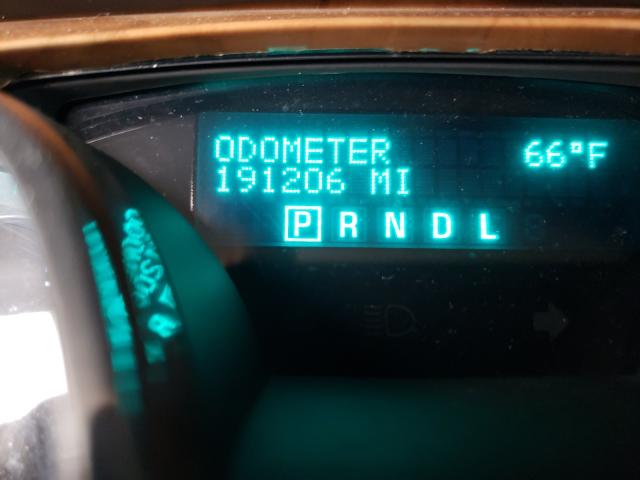 ODOMETER 66°F
191206 MI
P R N D L